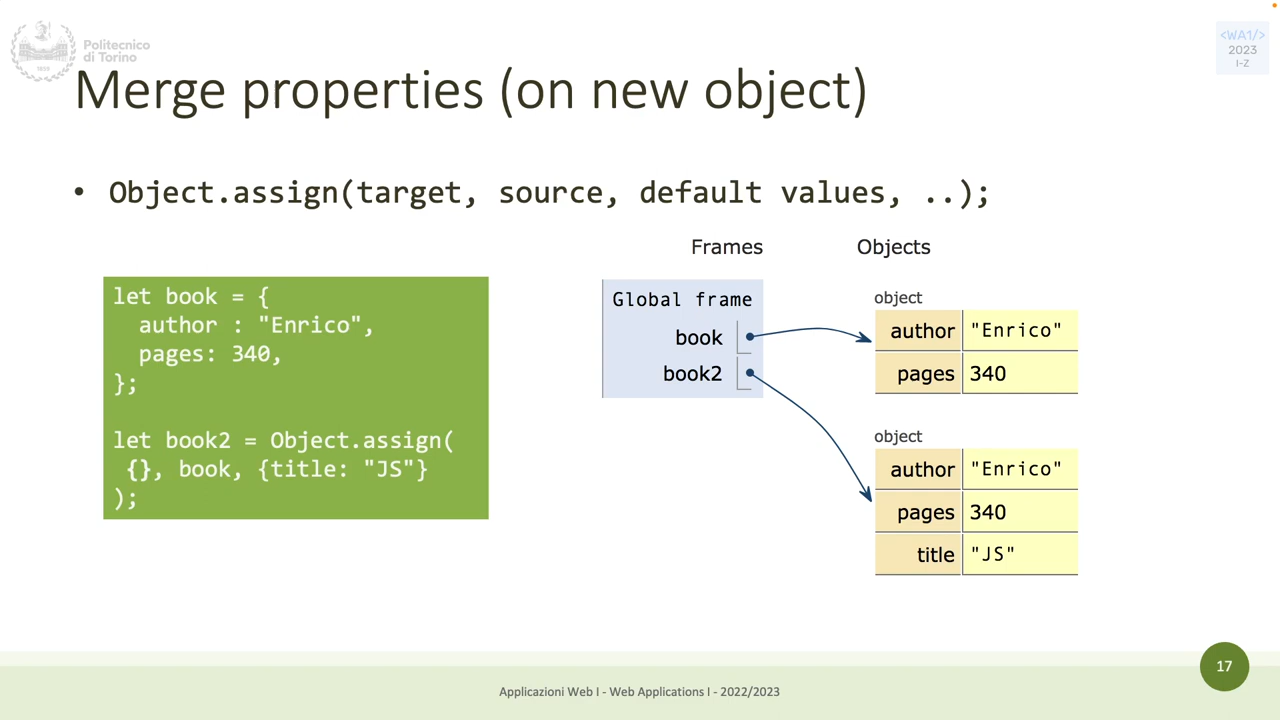 Politecnico
di Torino
1859
<WA1/>
2023
I-Z
Merge properties (on new object)
• Object.assign(target, source, default values, ..);
let book = {
author : "Enrico",
pages: 340,
};
let book2 = Object.assign(
{}, book, {title: "JS"}
);
Frames
Objects
Global frame
book
book2
object
author "Enrico"
pages 340
object
author "Enrico"
pages 340
title "JS"
17
Applicazioni Web I - Web Applications I - 2022/2023